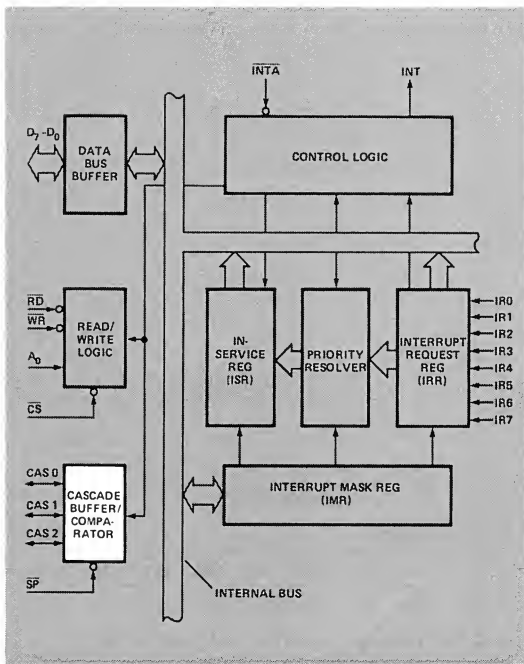 INTA
INT
D7-D0
DATA
BUS
BUFFER
CONTROL LOGIC
RD
WR
A0
CS
READ/
WRITE
LOGIC
IN-
SERVICE
REG
(ISR)
PRIORITY
RESOLVER
INTERRUPT
REQUEST
REG
(IRR)
IR0
IR1
IR2
IR3
IR4
IR5
IR6
IR7
CAS 0
CAS 1
CAS 2
CASCADE
BUFFER/
COMPA-
RATOR
SP
INTERRUPT MASK REG
(IMR)
INTERNAL BUS